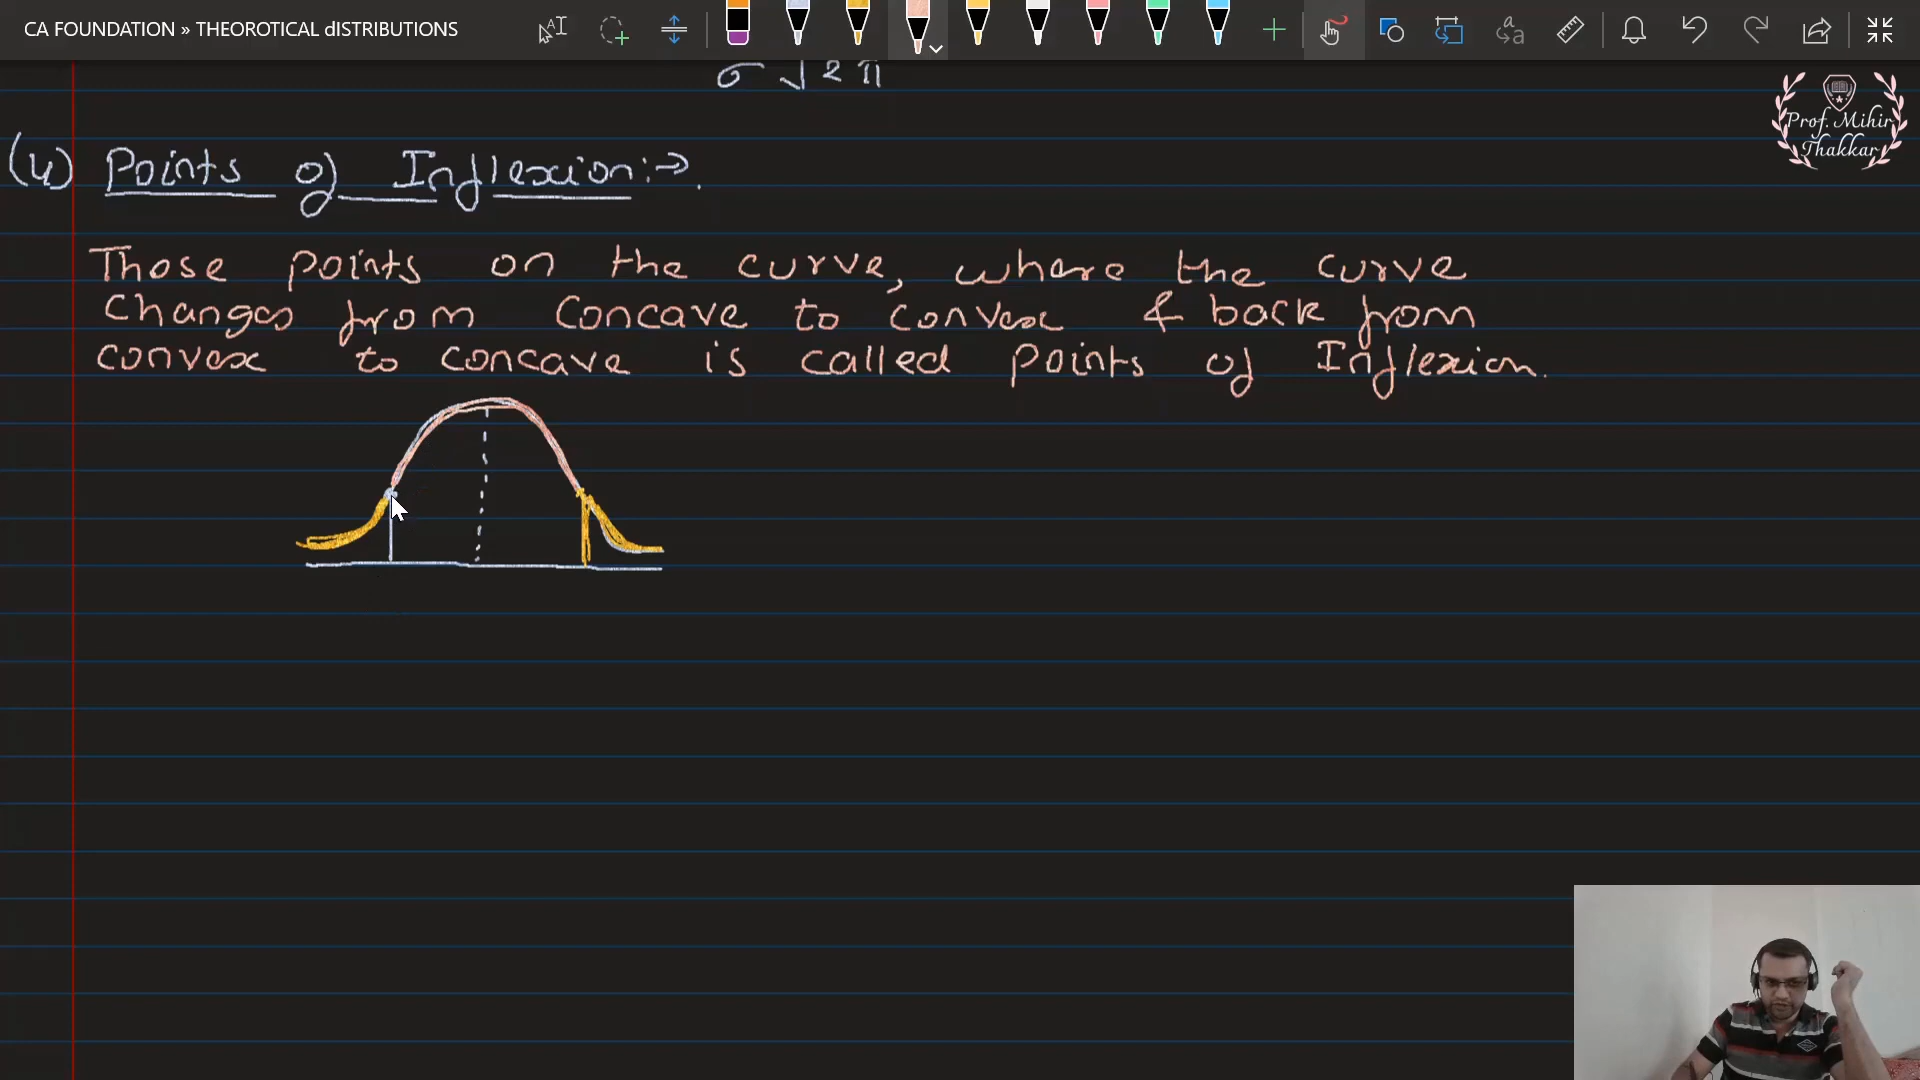 CA FOUNDATION » THEOROTICAL dISTRIBUTIONS
σ √2π
Prof. Mihir
Thakkar
(4) Points of Inflexion :→.
Those points on the curve, where the curve
changes from concave to convex & back from
convex to concave is called points of Inflexion.